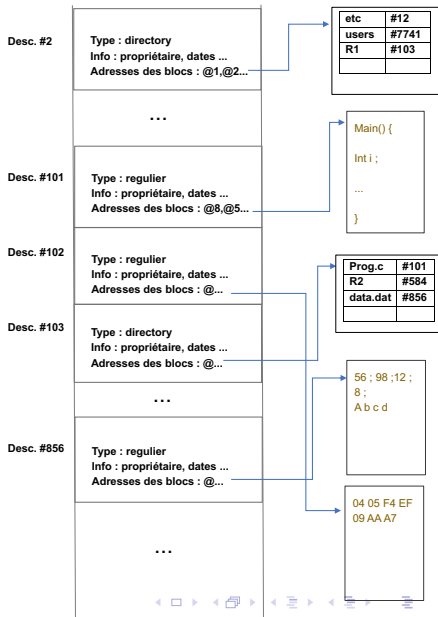 Desc. #2
Type : directory
Info : propriétaire, dates ...
Adresses des blocs : @1,@2...
etc #12
users #7741
R1 #103
...
Main() {
Int i ;
...
}
Desc. #101
Type : regulier
Info : propriétaire, dates ...
Adresses des blocs : @8,@5...
Desc. #102
Type : regulier
Info : propriétaire, dates ...
Adresses des blocs : @...
Prog.c #101
R2 #584
data.dat #856
Desc. #103
Type : directory
Info : propriétaire, dates ...
Adresses des blocs : @...
...
56 ; 98 ;12 ;
8 ;
A b c d
Desc. #856
Type : regulier
Info : propriétaire, dates ...
Adresses des blocs : @...
04 05 F4 EF
09 AA A7
...